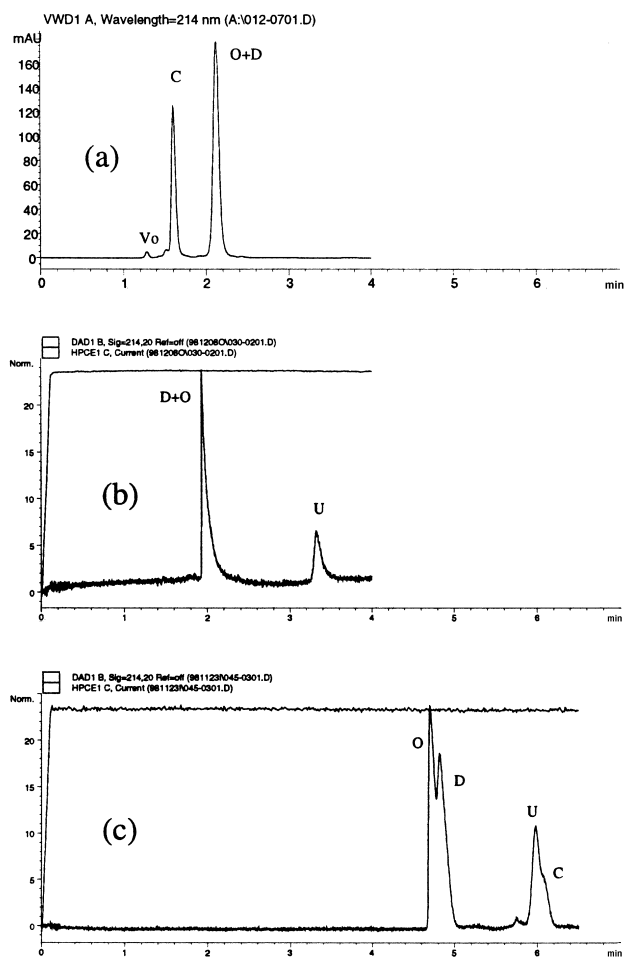 VWD1 A, Wavelength=214 nm (A:\012-0701.D)
mAU
160
140
120
100
80
60
40
20
0
C
O+D
(a)
Vo
0 1 2 3 4 5 6 min
DAD1 B, Sig=214,20 Ref=off (981208O\030-0201.D)
HPCE1 C, Current (981208O\030-0201.D)
Norm.
20
15
10
5
0
D+O
(b)
U
0 1 2 3 4 5 6 min
DAD1 B, Sig=214,20 Ref=off (981123I\045-0301.D)
HPCE1 C, Current (981123I\045-0301.D)
Norm.
20
15
10
5
0
O
D
(c)
U
C
0 1 2 3 4 5 6 min